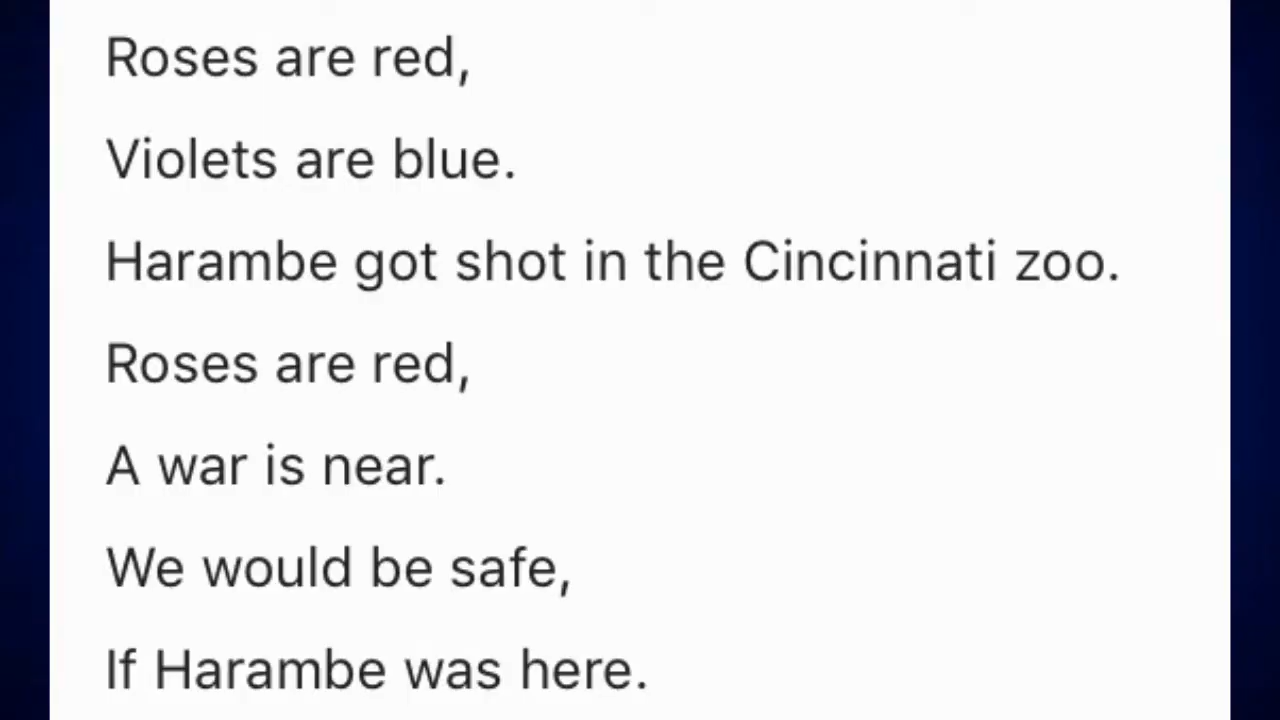 Roses are red,
Violets are blue.
Harambe got shot in the Cincinnati zoo.
Roses are red,
A war is near.
We would be safe,
If Harambe was here.